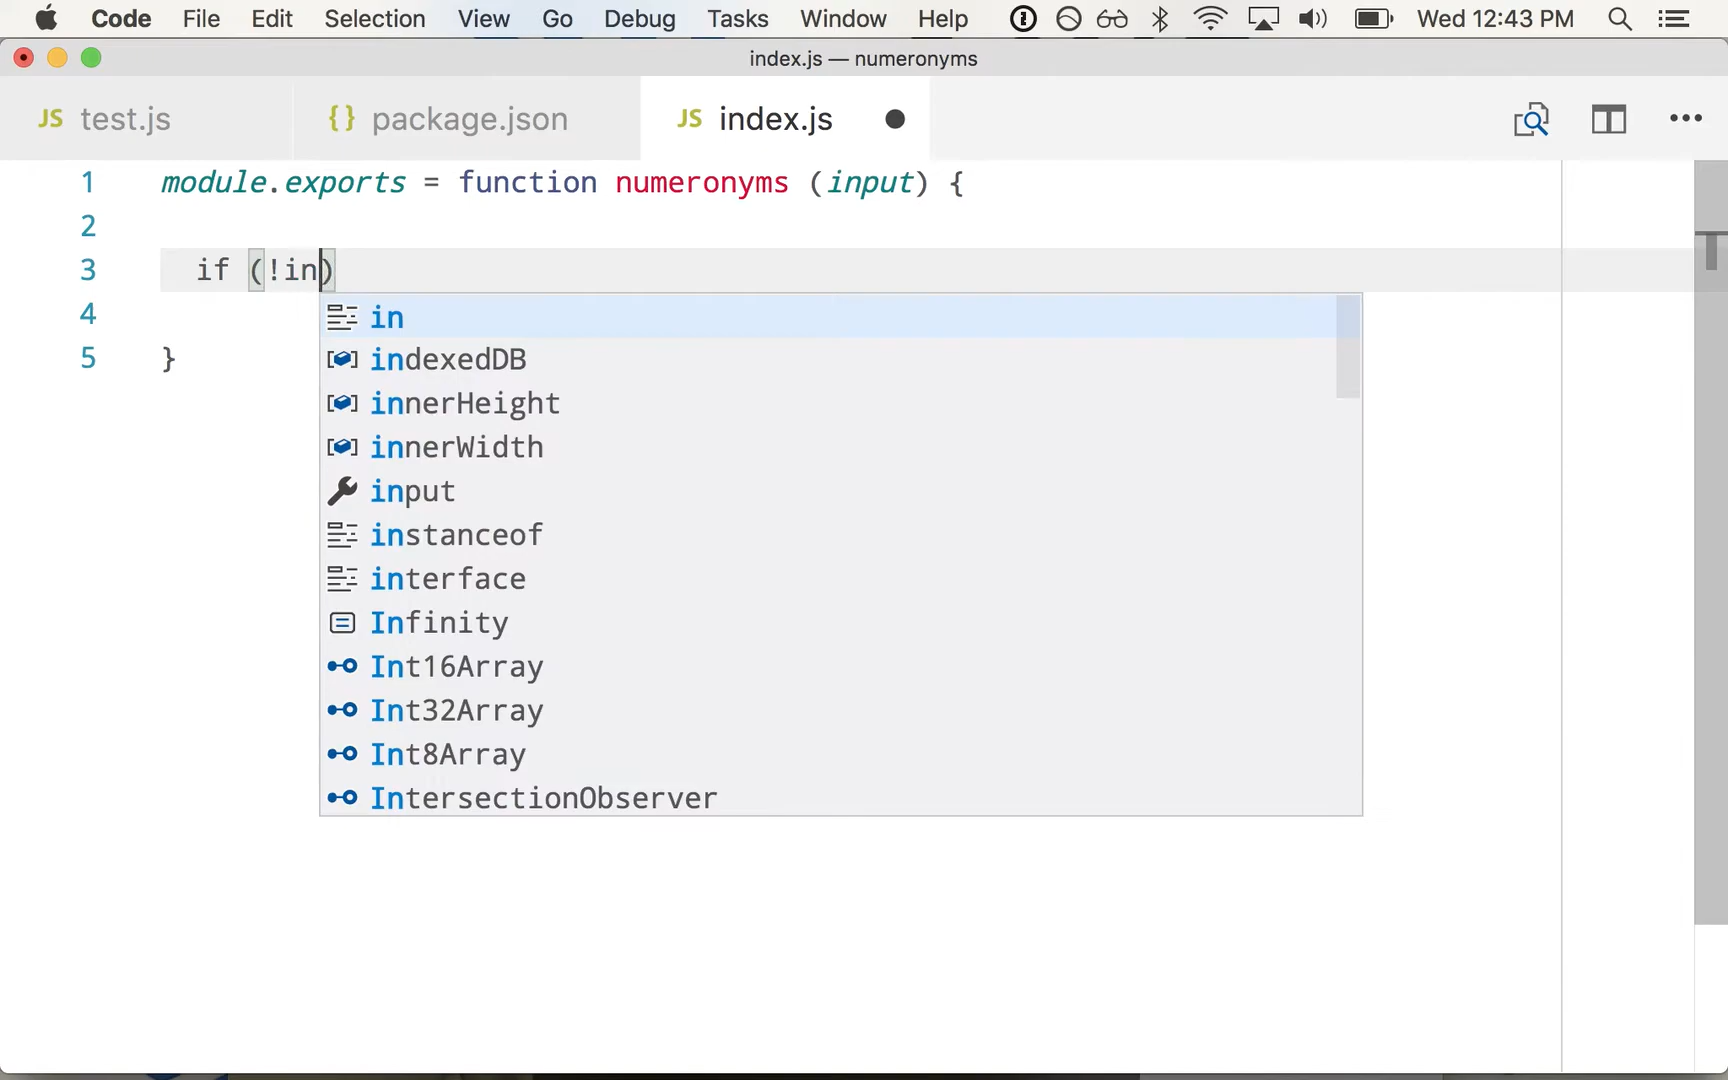 Code File Edit Selection View Go Debug Tasks Window Help Wed 12:43 PM
index.js — numeronyms
JS test.js {} package.json JS index.js
1 module.exports = function numeronyms (input) {
2
3 if (!in)
in
indexedDB
innerHeight
innerWidth
input
instanceof
interface
Infinity
Int16Array
Int32Array
Int8Array
IntersectionObserver
4
5 }